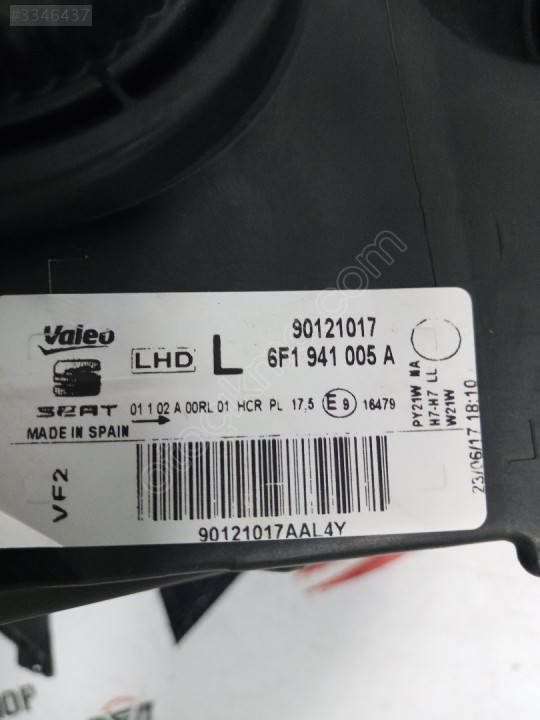 #3346437
Valeo
LHD
L
90121017
6F1 941 005 A
SEAT
01 1 02 A 00RL 01 HCR PL 17,5 E9 16479
MADE IN SPAIN
VF2
90121017AAL4Y
PY21W NA
H7-H7 LL
W21W
23/06/17 18:10